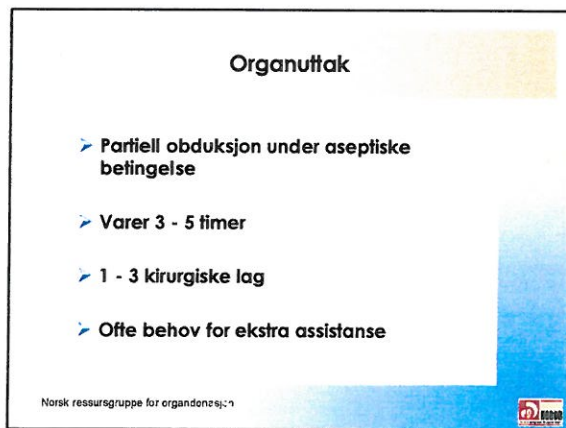 Organuttak
➢ Partiell obduksjon under aseptiske
betingelse
➢ Varer 3 - 5 timer
➢ 1 - 3 kirurgiske lag
➢ Ofte behov for ekstra assistanse
Norsk ressursgruppe for organdonasjon